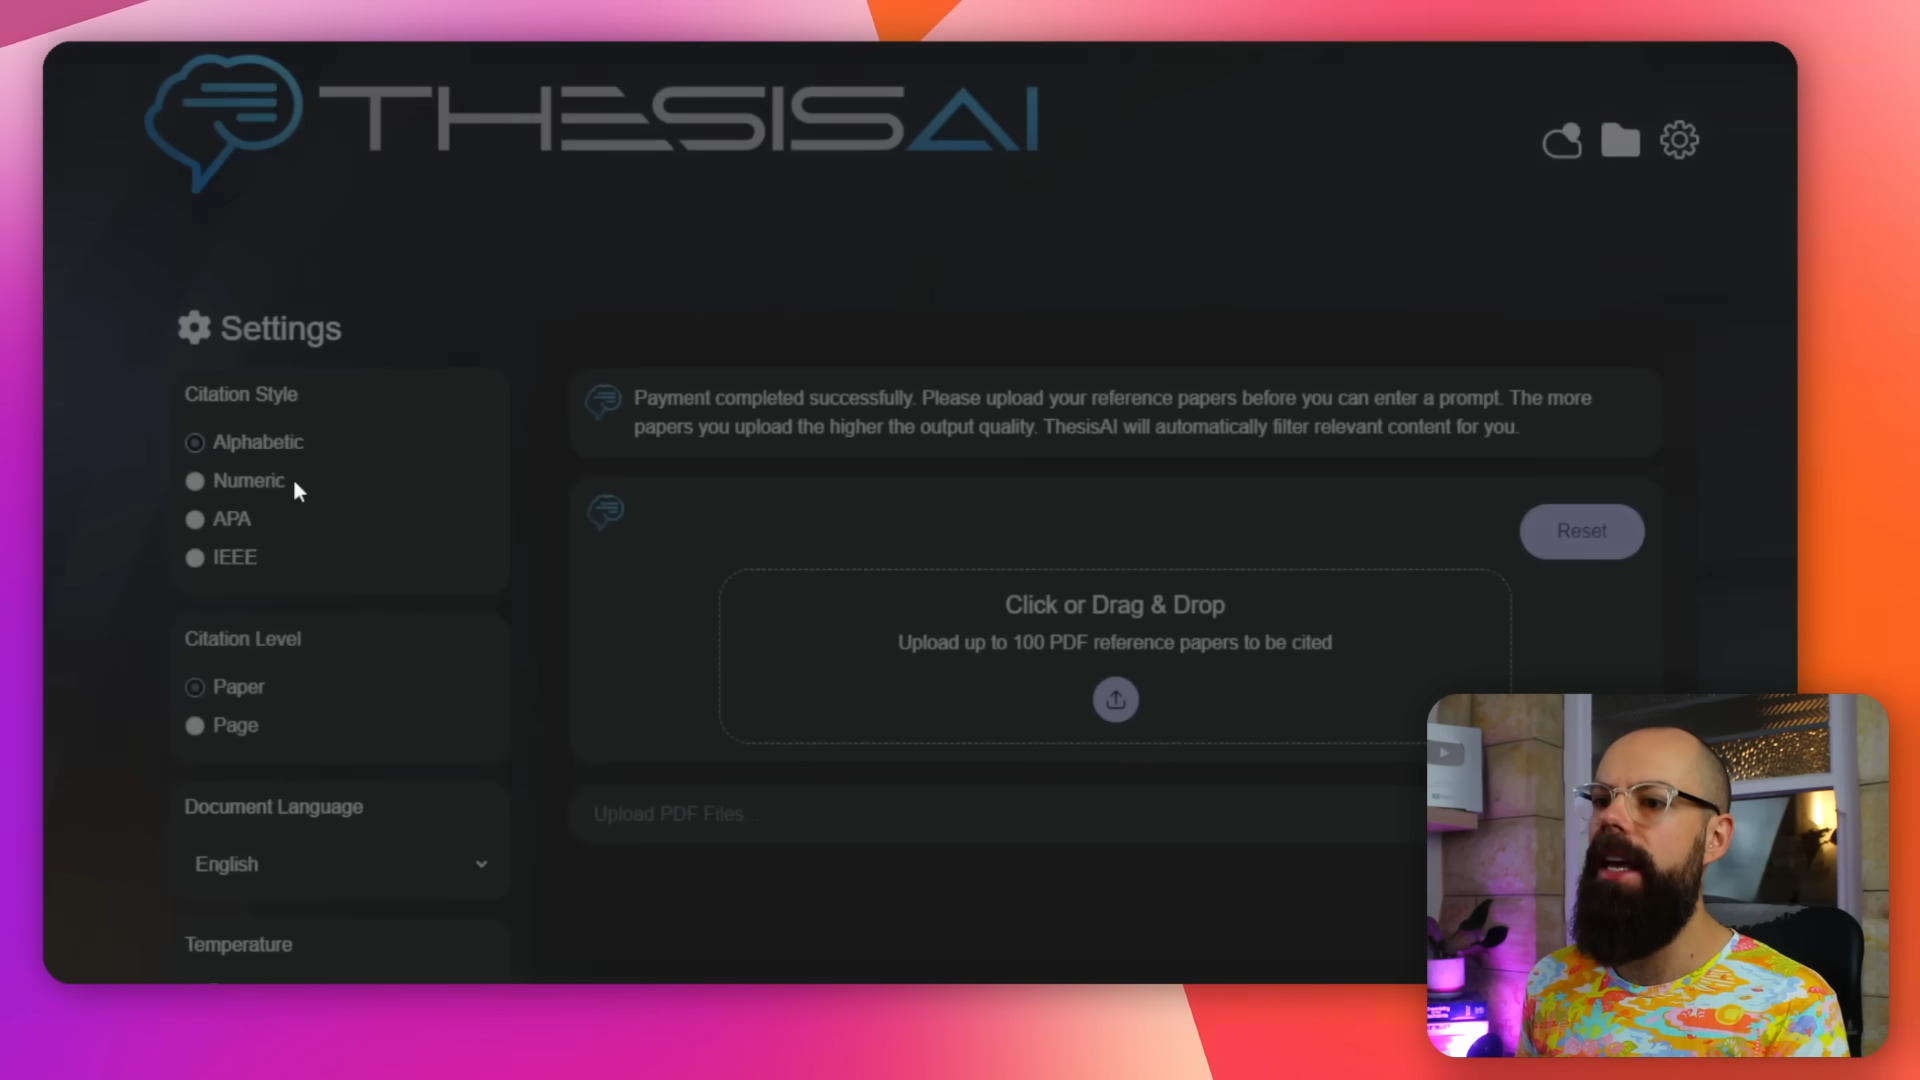 THESISAI
Settings
Citation Style
Alphabetic
Numeric
APA
IEEE
Citation Level
Paper
Page
Document Language
English
Temperature
Payment completed successfully. Please upload your reference papers before you can enter a prompt. The more
papers you upload the higher the output quality. ThesisAI will automatically filter relevant content for you.
Reset
Click or Drag & Drop
Upload up to 100 PDF reference papers to be cited
Upload PDF Files...